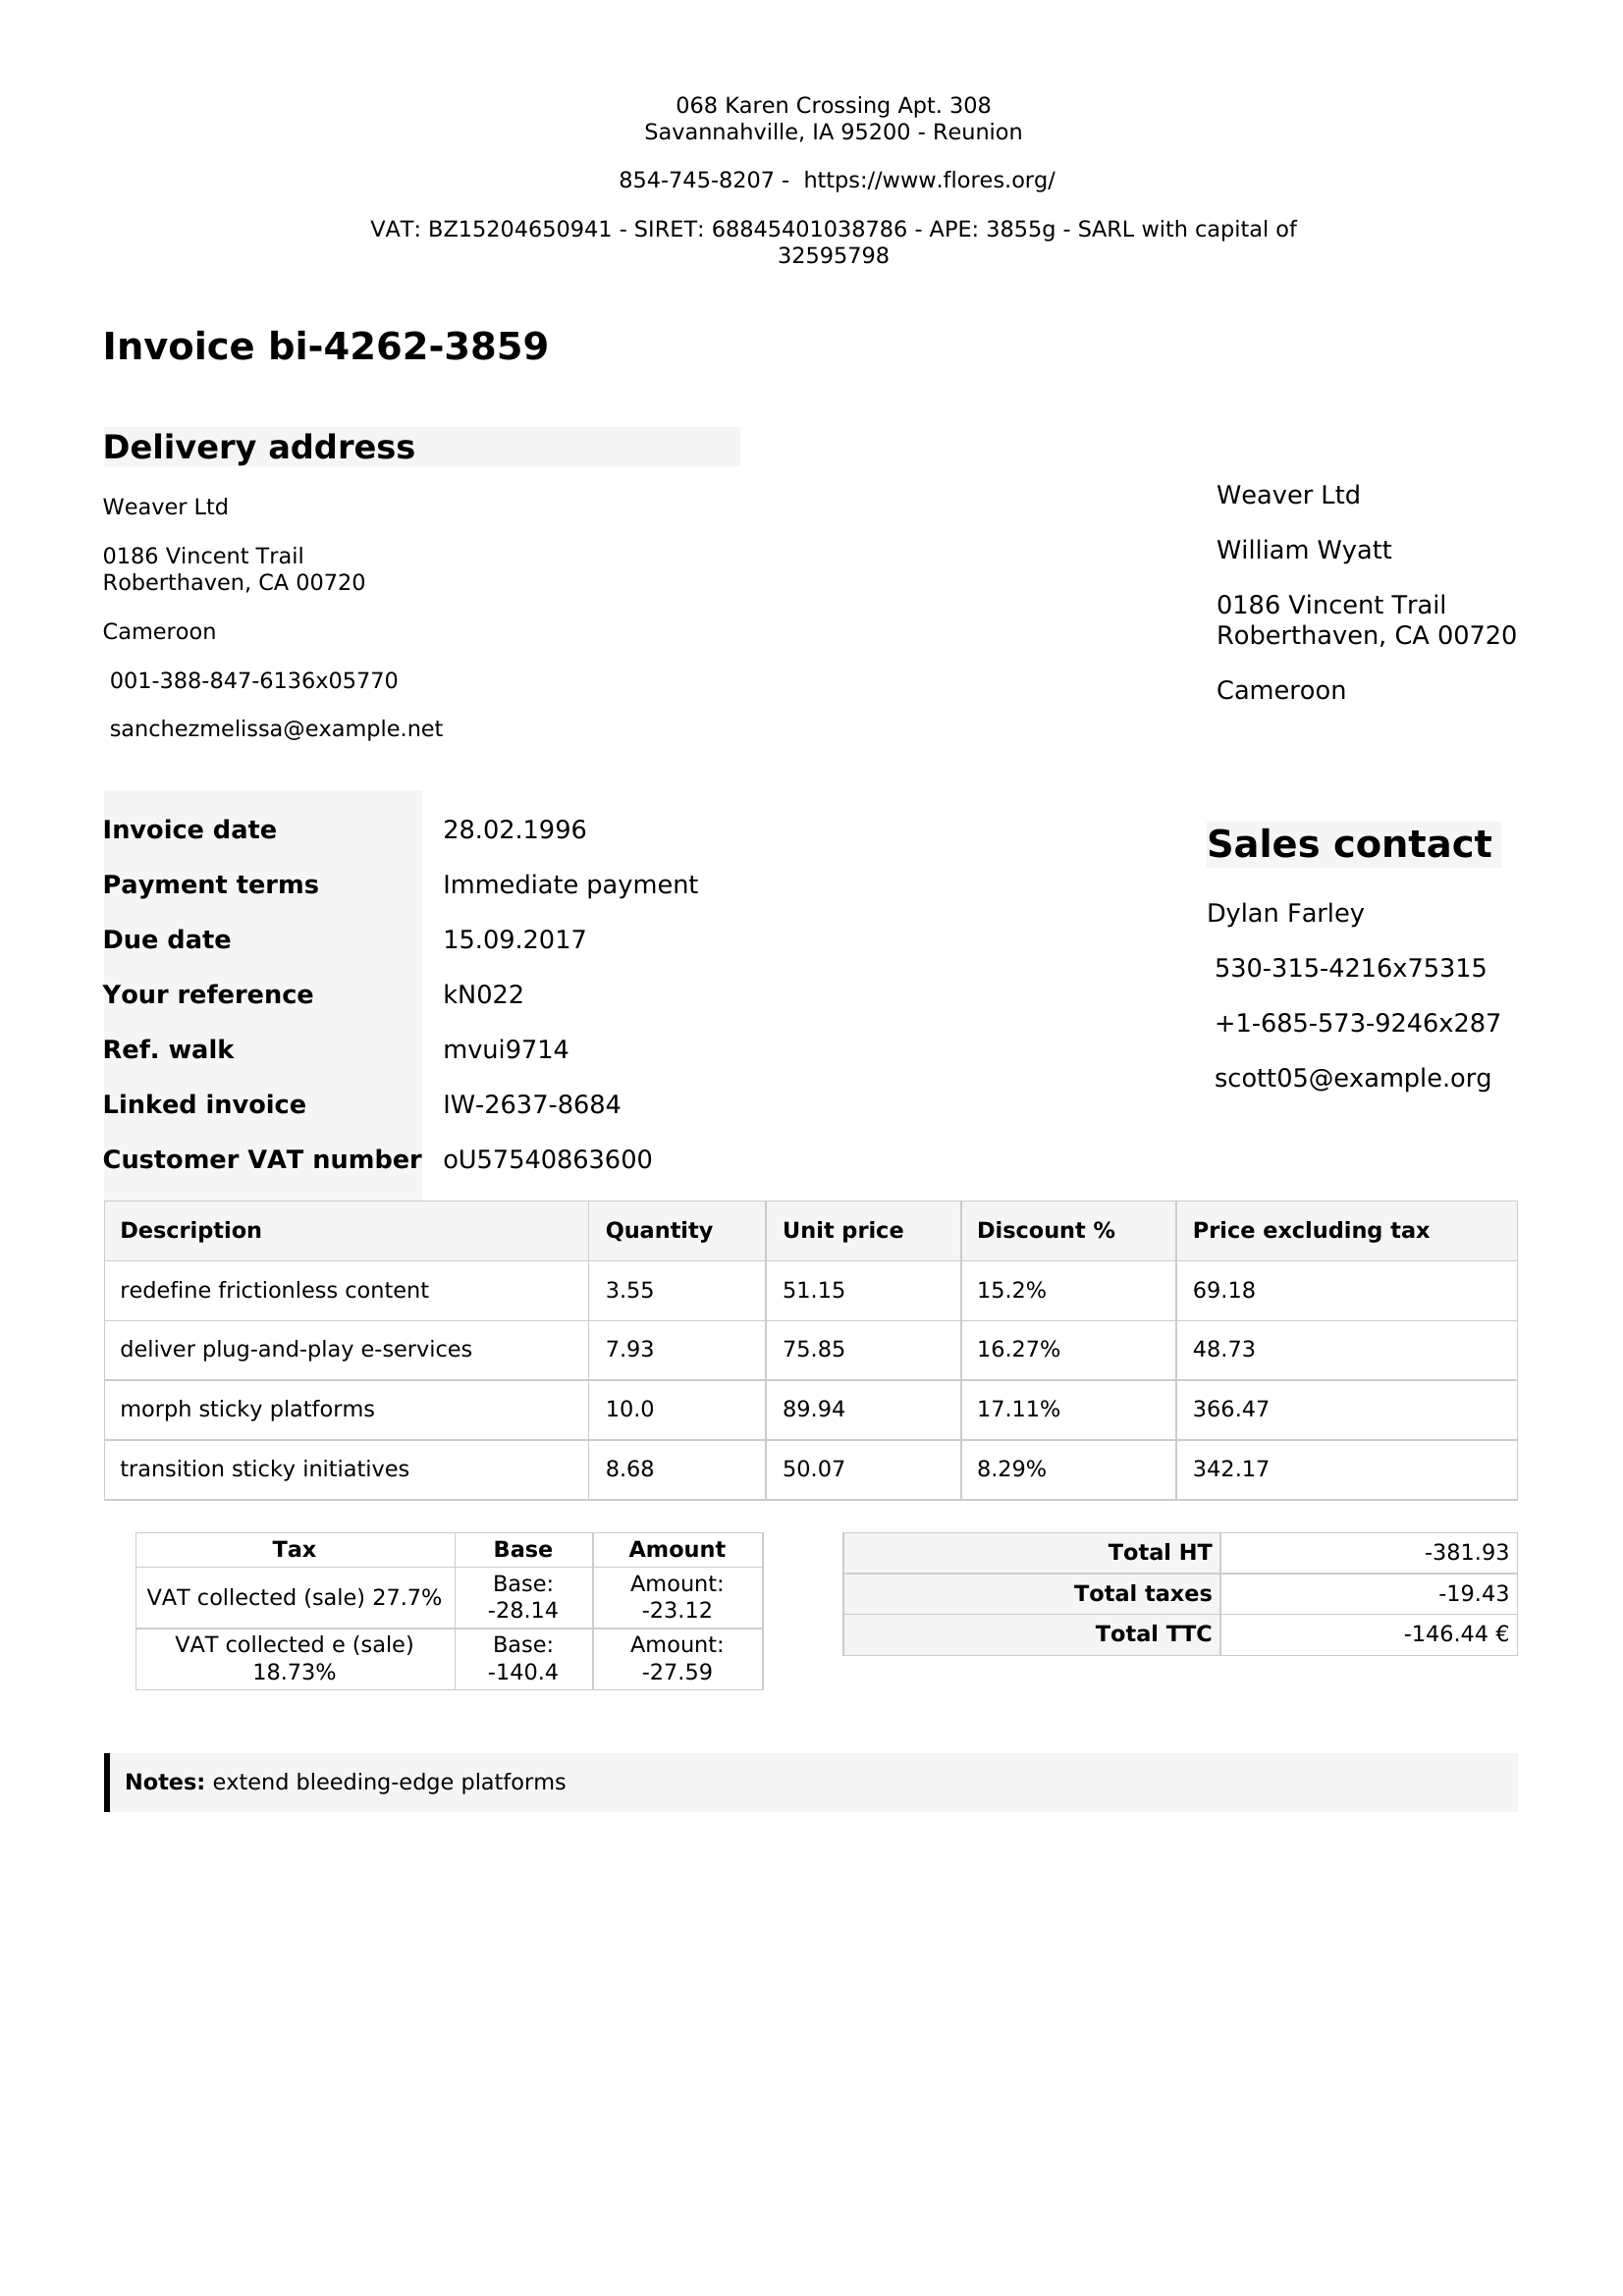 068 Karen Crossing Apt. 308
Savannahville, IA 95200 - Reunion
854-745-8207 - https://www.flores.org/
VAT: BZ15204650941 - SIRET: 68845401038786 - APE: 3855g - SARL with capital of
32595798
Invoice bi-4262-3859
Delivery address
Weaver Ltd
0186 Vincent Trail
Roberthaven, CA 00720
Cameroon
001-388-847-6136x05770
sanchezmelissa@example.net
Weaver Ltd
William Wyatt
0186 Vincent Trail
Roberthaven, CA 00720
Cameroon
Invoice date 28.02.1996
Payment terms Immediate payment
Due date 15.09.2017
Your reference kN022
Ref. walk mvui9714
Linked invoice IW-2637-8684
Customer VAT number oU57540863600
Sales contact
Dylan Farley
530-315-4216x75315
+1-685-573-9246x287
scott05@example.org
Description Quantity Unit price Discount % Price excluding tax
redefine frictionless content 3.55 51.15 15.2% 69.18
deliver plug-and-play e-services 7.93 75.85 16.27% 48.73
morph sticky platforms 10.0 89.94 17.11% 366.47
transition sticky initiatives 8.68 50.07 8.29% 342.17
Tax Base Amount
VAT collected (sale) 27.7% Base: -28.14 Amount: -23.12
VAT collected e (sale) 18.73% Base: -140.4 Amount: -27.59
Total HT -381.93
Total taxes -19.43
Total TTC -146.44 €
Notes: extend bleeding-edge platforms